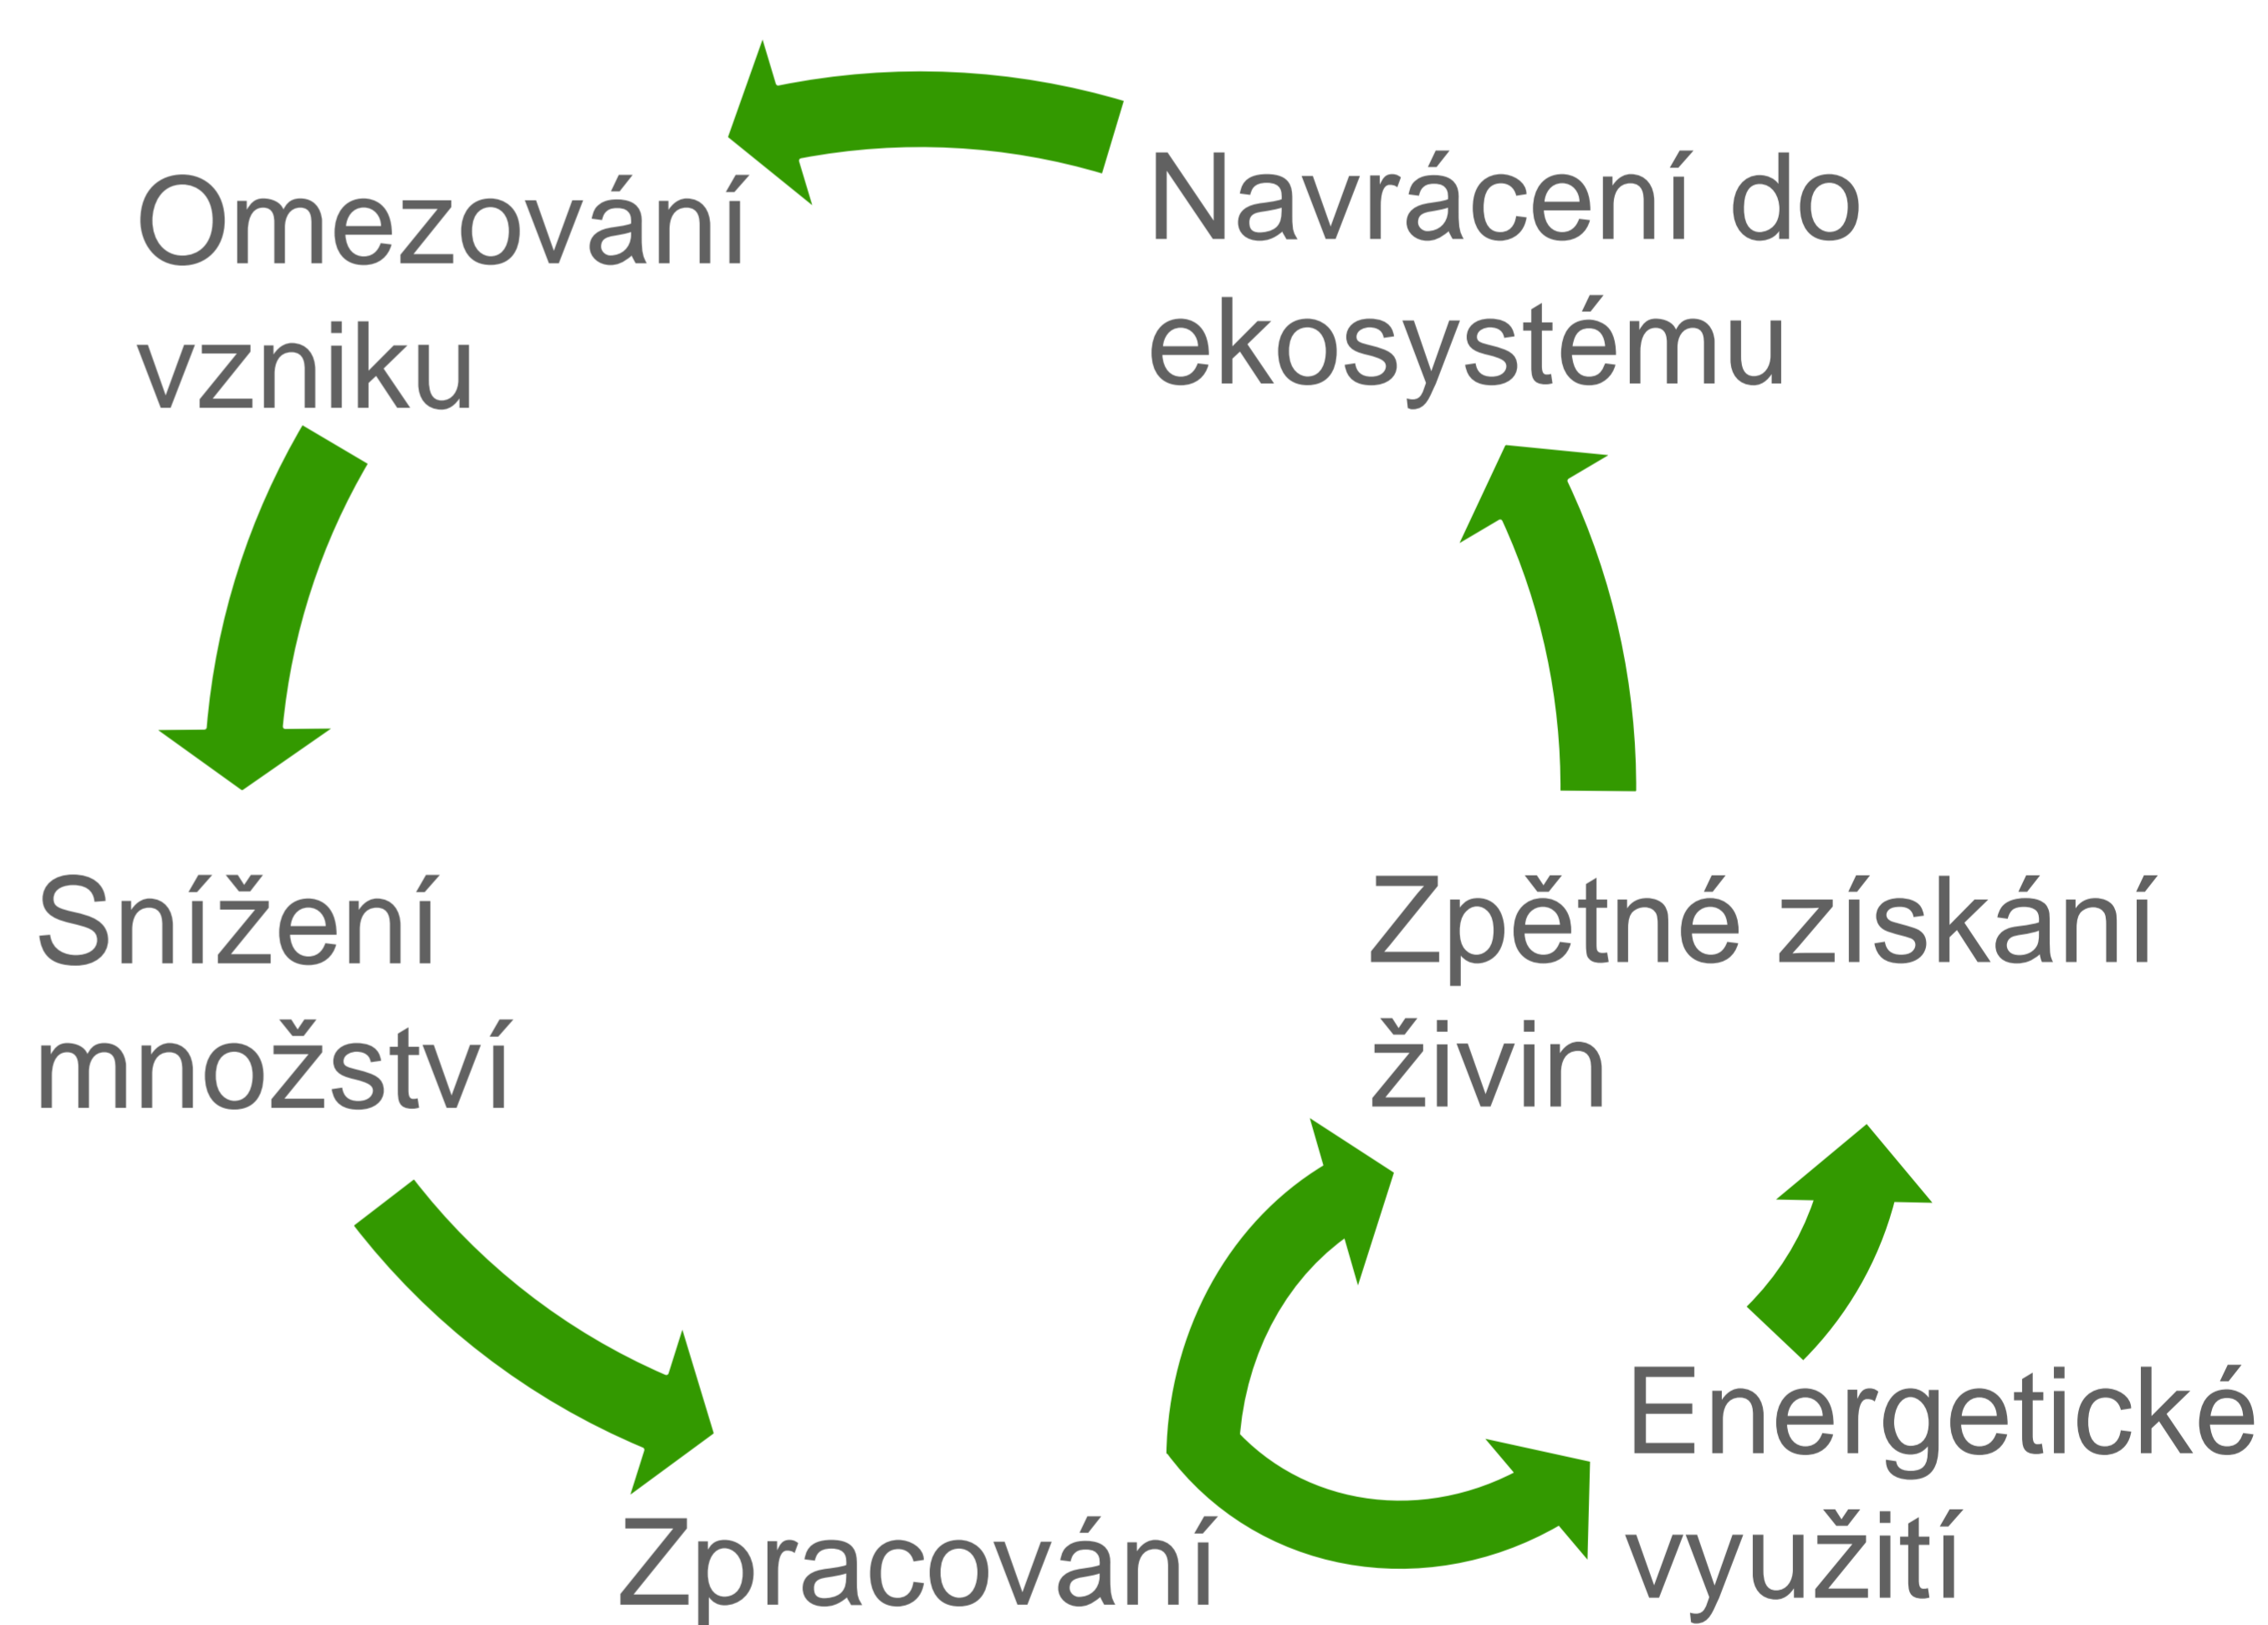 Omezování
vzniku
Navrácení do
ekosystému
Snížení
množství
Zpětné získání
živin
Zpracování
Energetické
využití